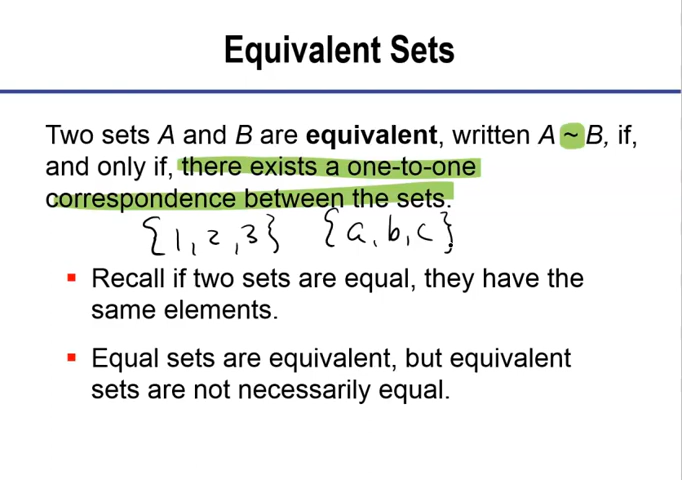 Equivalent Sets
Two sets A and B are equivalent, written A ~ B, if,
and only if, there exists a one-to-one
correspondence between the sets.
{1, 2, 3} {a, b, c}
▪ Recall if two sets are equal, they have the
same elements.
▪ Equal sets are equivalent, but equivalent
sets are not necessarily equal.